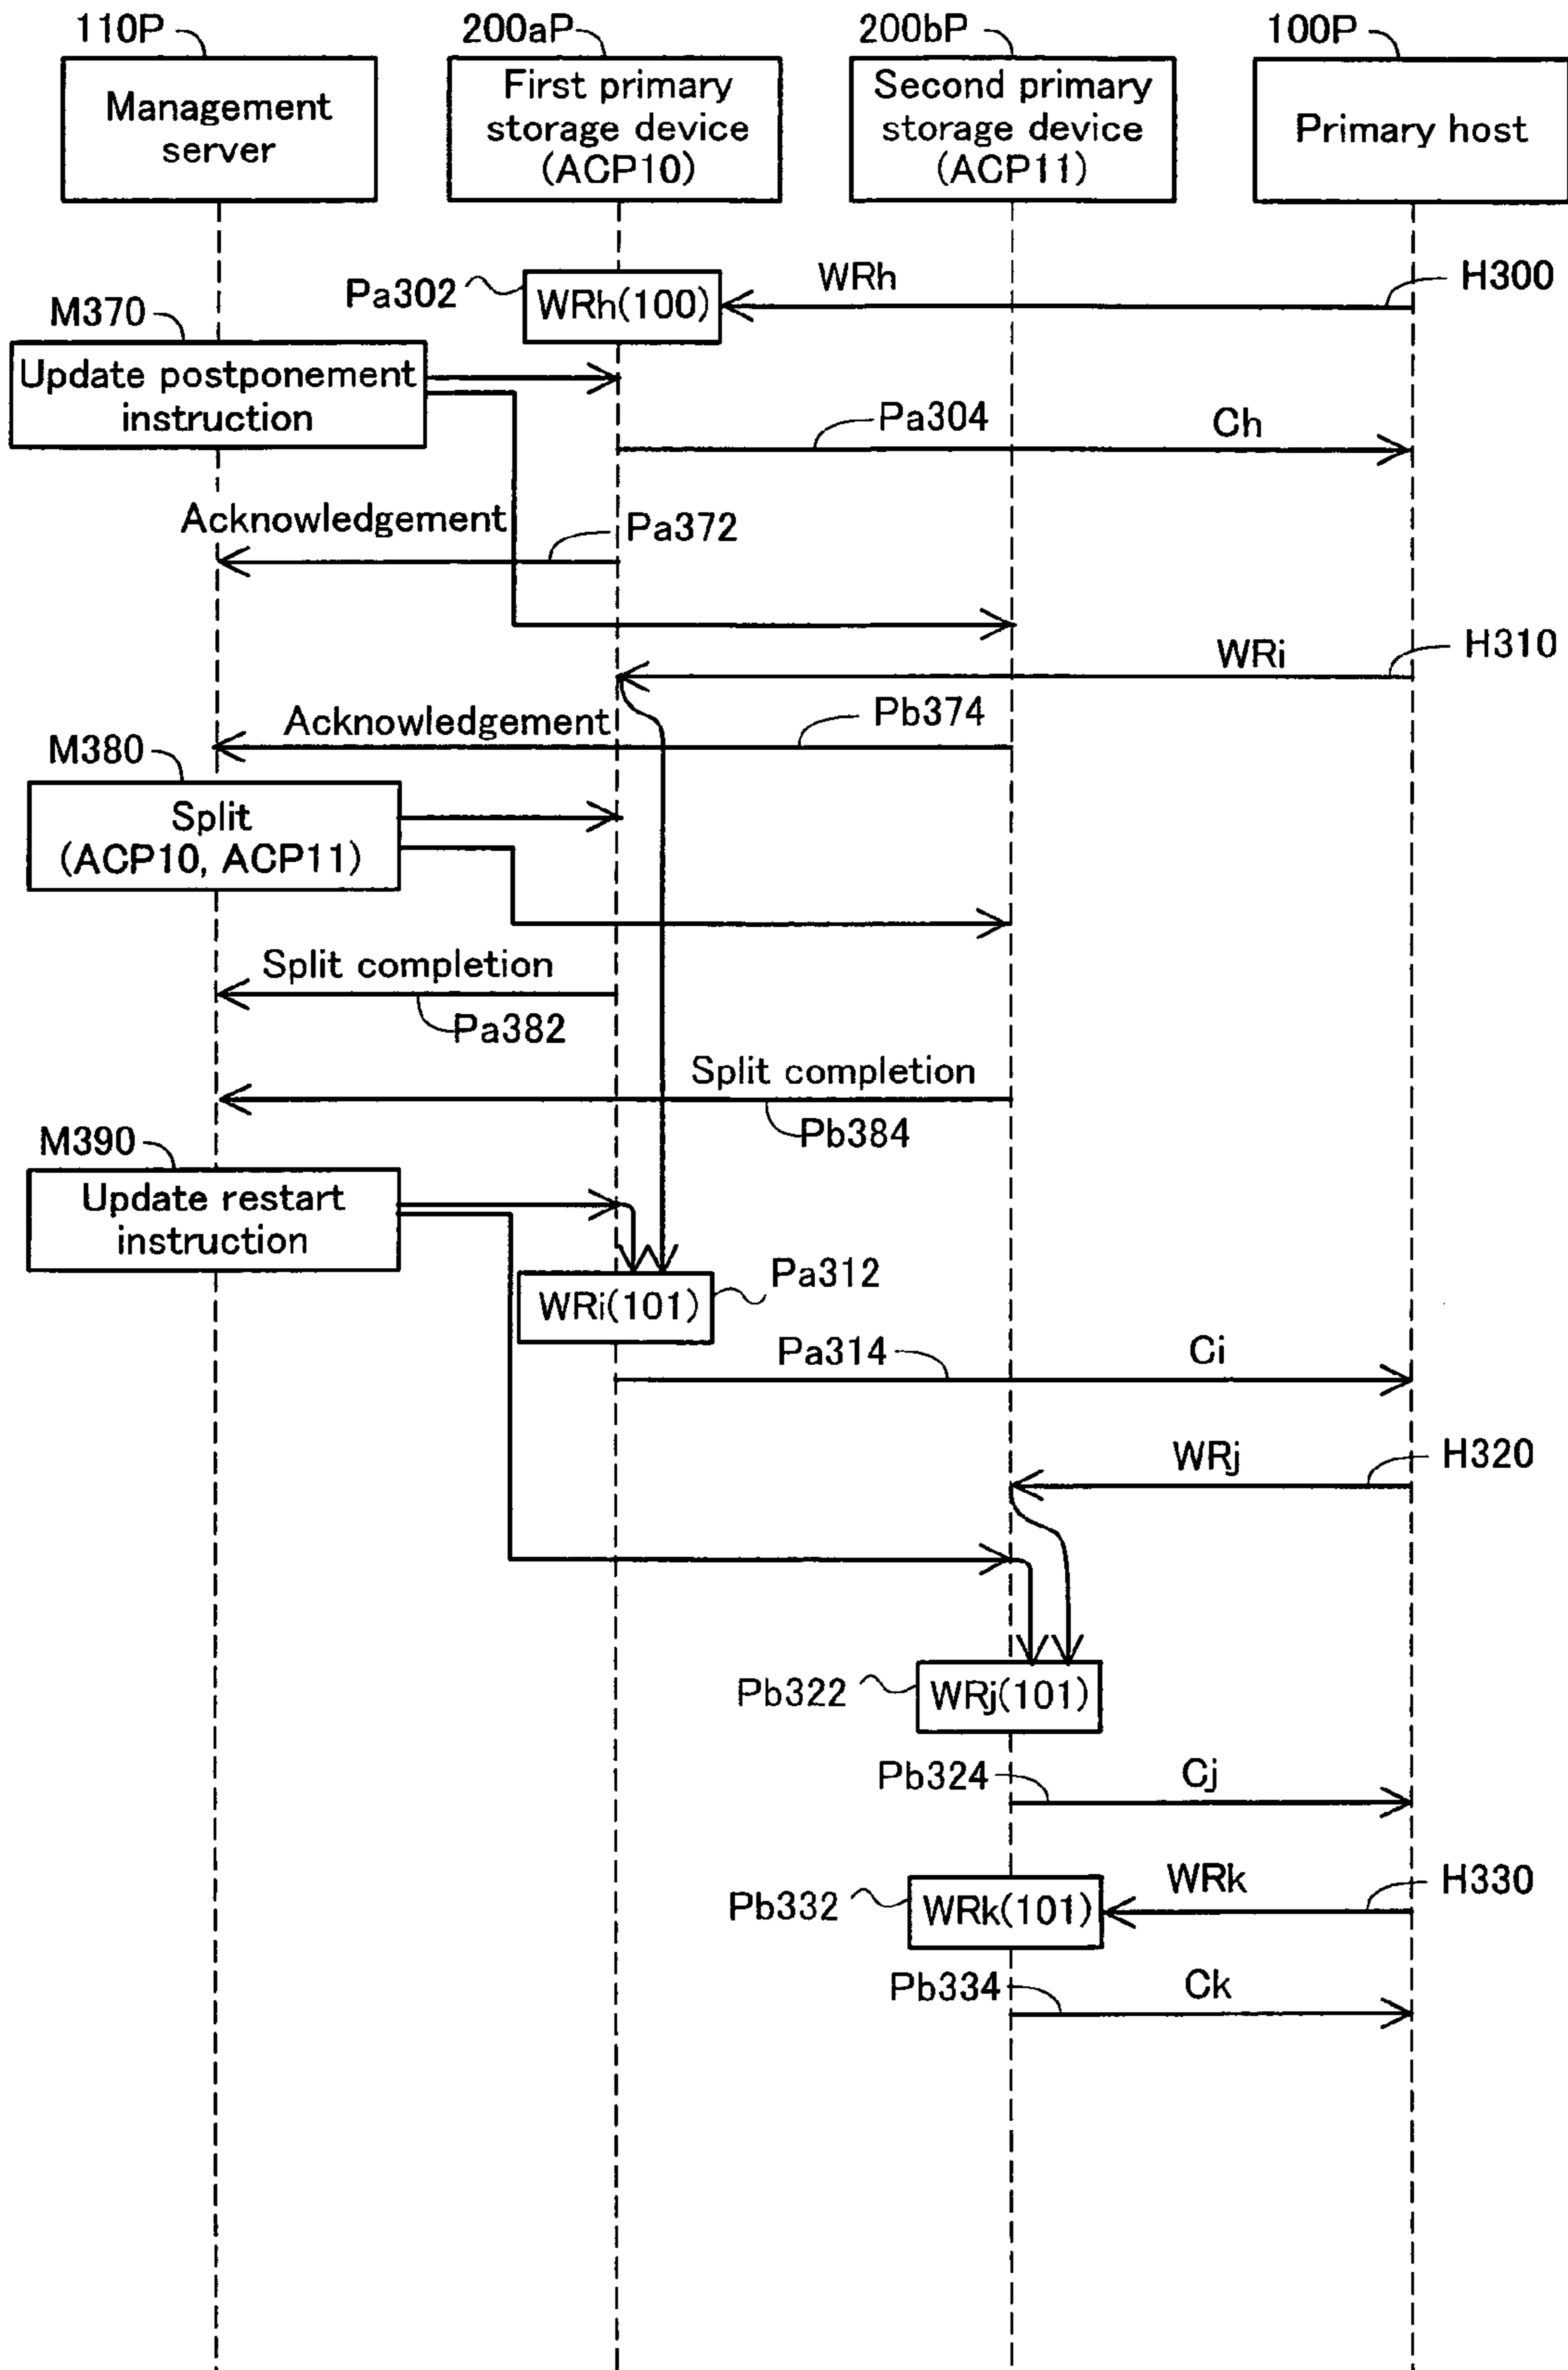 110P
200aP
200bP
100P
Management
server
First primary
storage device
(ACP10)
Second primary
storage device
(ACP11)
Primary host
Pa302
WRh(100)
WRh
H300
M370
Update postponement
instruction
Pa304
Ch
Acknowledgement
Pa372
WRi
H310
Acknowledgement
Pb374
M380
Split
(ACP10, ACP11)
Split completion
Pa382
Split completion
Pb384
M390
Update restart
instruction
WRi(101)
Pa312
Pa314
Ci
WRj
H320
Pb322
WRj(101)
Pb324
Cj
Pb332
WRk(101)
WRk
H330
Pb334
Ck